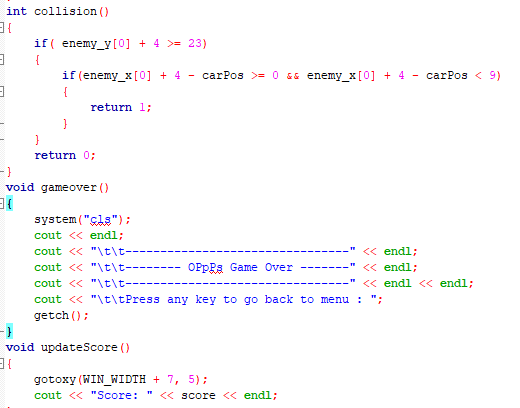 int collision()
{
    if( enemy_y[0] + 4 >= 23)
    {
        if(enemy_x[0] + 4 - carPos >= 0 && enemy_x[0] + 4 - carPos < 9)
        {
            return 1;
        }
    }
    return 0;
}
void gameover()
{
    system("cls");
    cout << endl;
    cout << "\t\t--------------------------------" << endl;
    cout << "\t\t-------- OPpPs Game Over -------" << endl;
    cout << "\t\t--------------------------------" << endl << endl;
    cout << "\t\tPress any key to go back to menu : ";
    getch();
}
void updateScore()
{
    gotoxy(WIN_WIDTH + 7, 5);
    cout << "Score: " << score << endl;